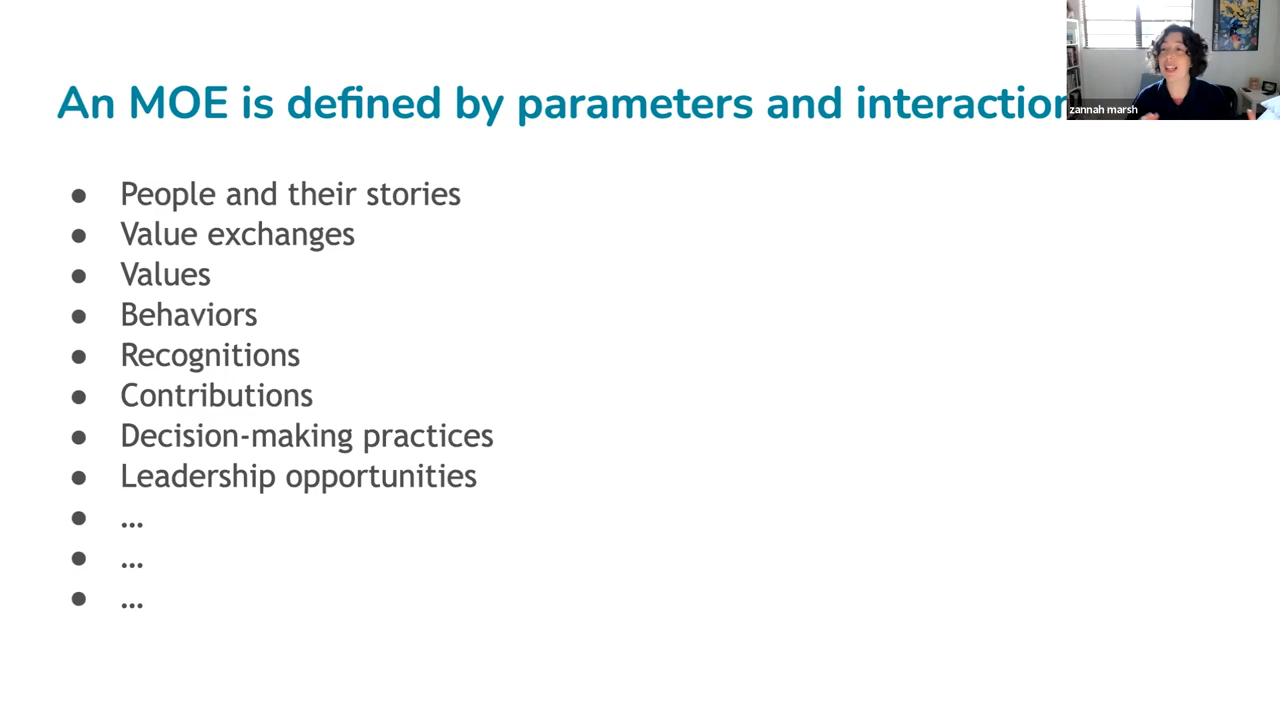 An MOE is defined by parameters and interaction
zannah marsh
● People and their stories
● Value exchanges
● Values
● Behaviors
● Recognitions
● Contributions
● Decision-making practices
● Leadership opportunities
● ...
● ...
● ...